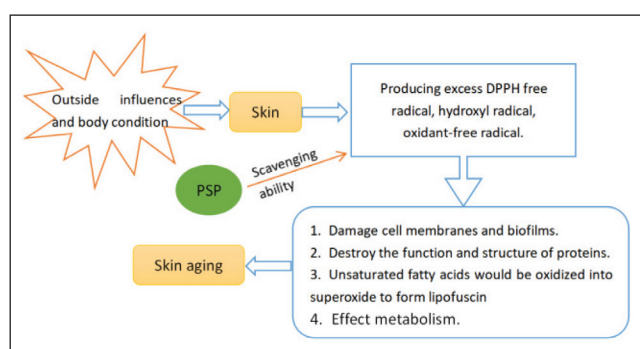 Outside influences
and body condition
Skin
Producing excess DPPH free
radical, hydroxyl radical,
oxidant-free radical.
PSP
Scavenging
ability
1. Damage cell membranes and biofilms.
2. Destroy the function and structure of proteins.
3. Unsaturated fatty acids would be oxidized into
superoxide to form lipofuscin
4. Effect metabolism.
Skin aging